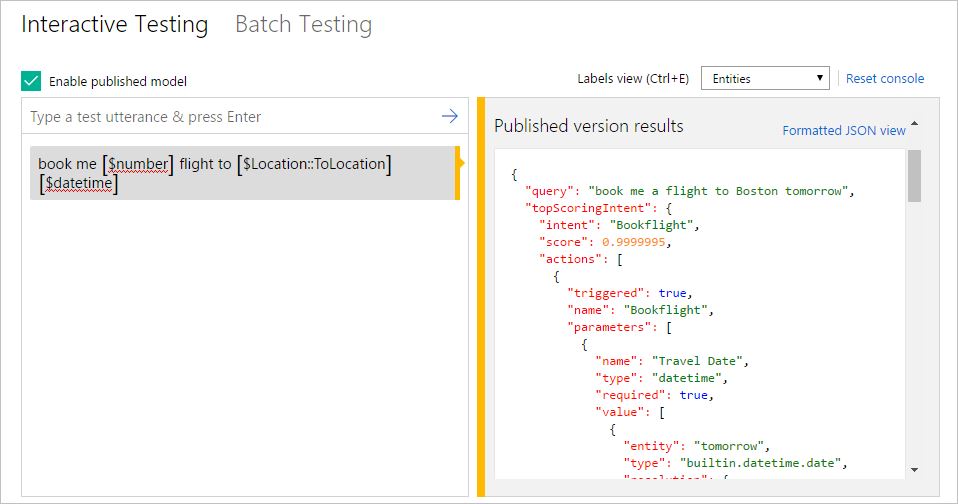 Interactive Testing Batch Testing
Enable published model Labels view (Ctrl+E) Entities Reset console
Type a test utterance & press Enter
book me [$number] flight to [$Location::ToLocation]
[$datetime]
Published version results Formatted JSON view
{
"query": "book me a flight to Boston tomorrow",
"topScoringIntent": {
"intent": "Bookflight",
"score": 0.9999995,
"actions": [
{
"triggered": true,
"name": "Bookflight",
"parameters": [
{
"name": "Travel Date",
"type": "datetime",
"required": true,
"value": [
{
"entity": "tomorrow",
"type": "builtin.datetime.date",